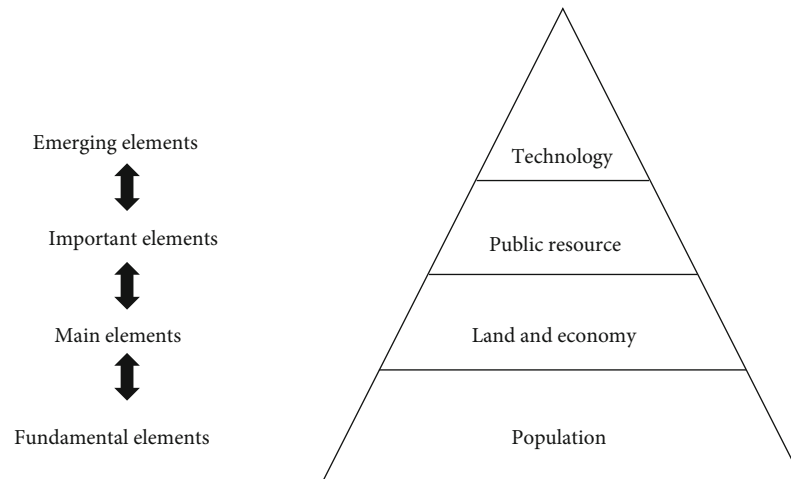 Emerging elements
Technology
Important elements
Public resource
Main elements
Land and economy
Fundamental elements
Population